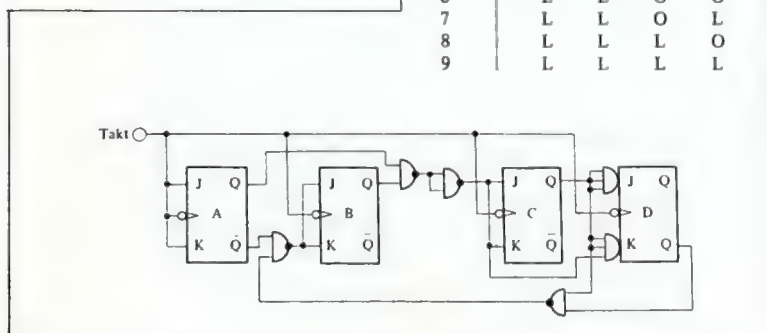 7 L L O L
8 L L L O
9 L L L L
Takt
J Q J Q J Q J Q
A B C D
K Q̄ K Q̄ K Q̄ K Q